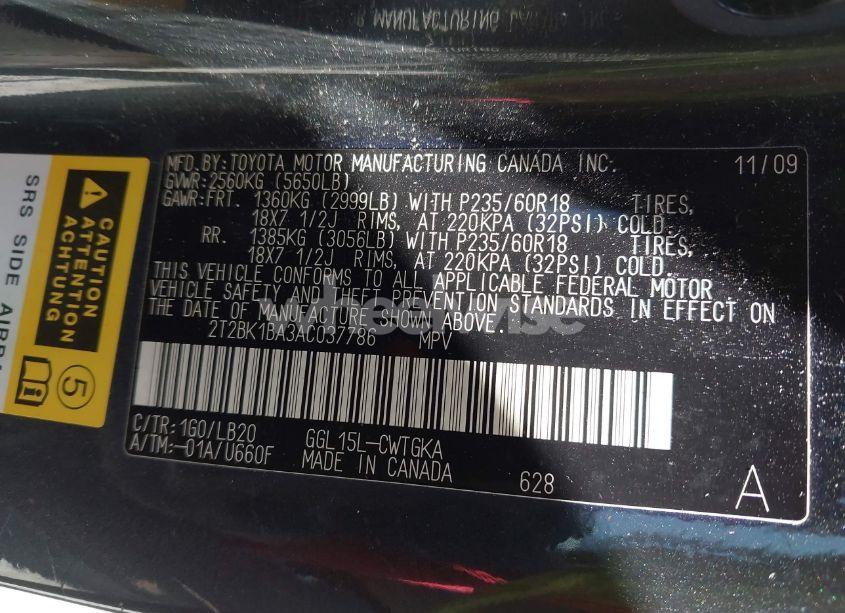 MFD. BY: TOYOTA MOTOR MANUFACTURING CANADA INC. 11/09
GVWR: 2560KG (5650LB)
GAWR: FRT. 1360KG (2999LB) WITH P235/60R18 TIRES,
18X7 1/2J RIMS, AT 220KPA (32PSI) COLD.
RR. 1385KG (3056LB) WITH P235/60R18 TIRES,
18X7 1/2J RIMS, AT 220KPA (32PSI) COLD.
THIS VEHICLE CONFORMS TO ALL APPLICABLE FEDERAL MOTOR
VEHICLE SAFETY AND THEFT PREVENTION STANDARDS IN EFFECT ON
THE DATE OF MANUFACTURE SHOWN ABOVE.
2T2BK1BA3AC037786 MPV
C/TR: 1G0/LB20 GGL15L-CWTGKA
A/TM:-01A/U660F MADE IN CANADA
628 A
CAUTION
ATTENTION
ACHTUNG
SRS SIDE
5
i